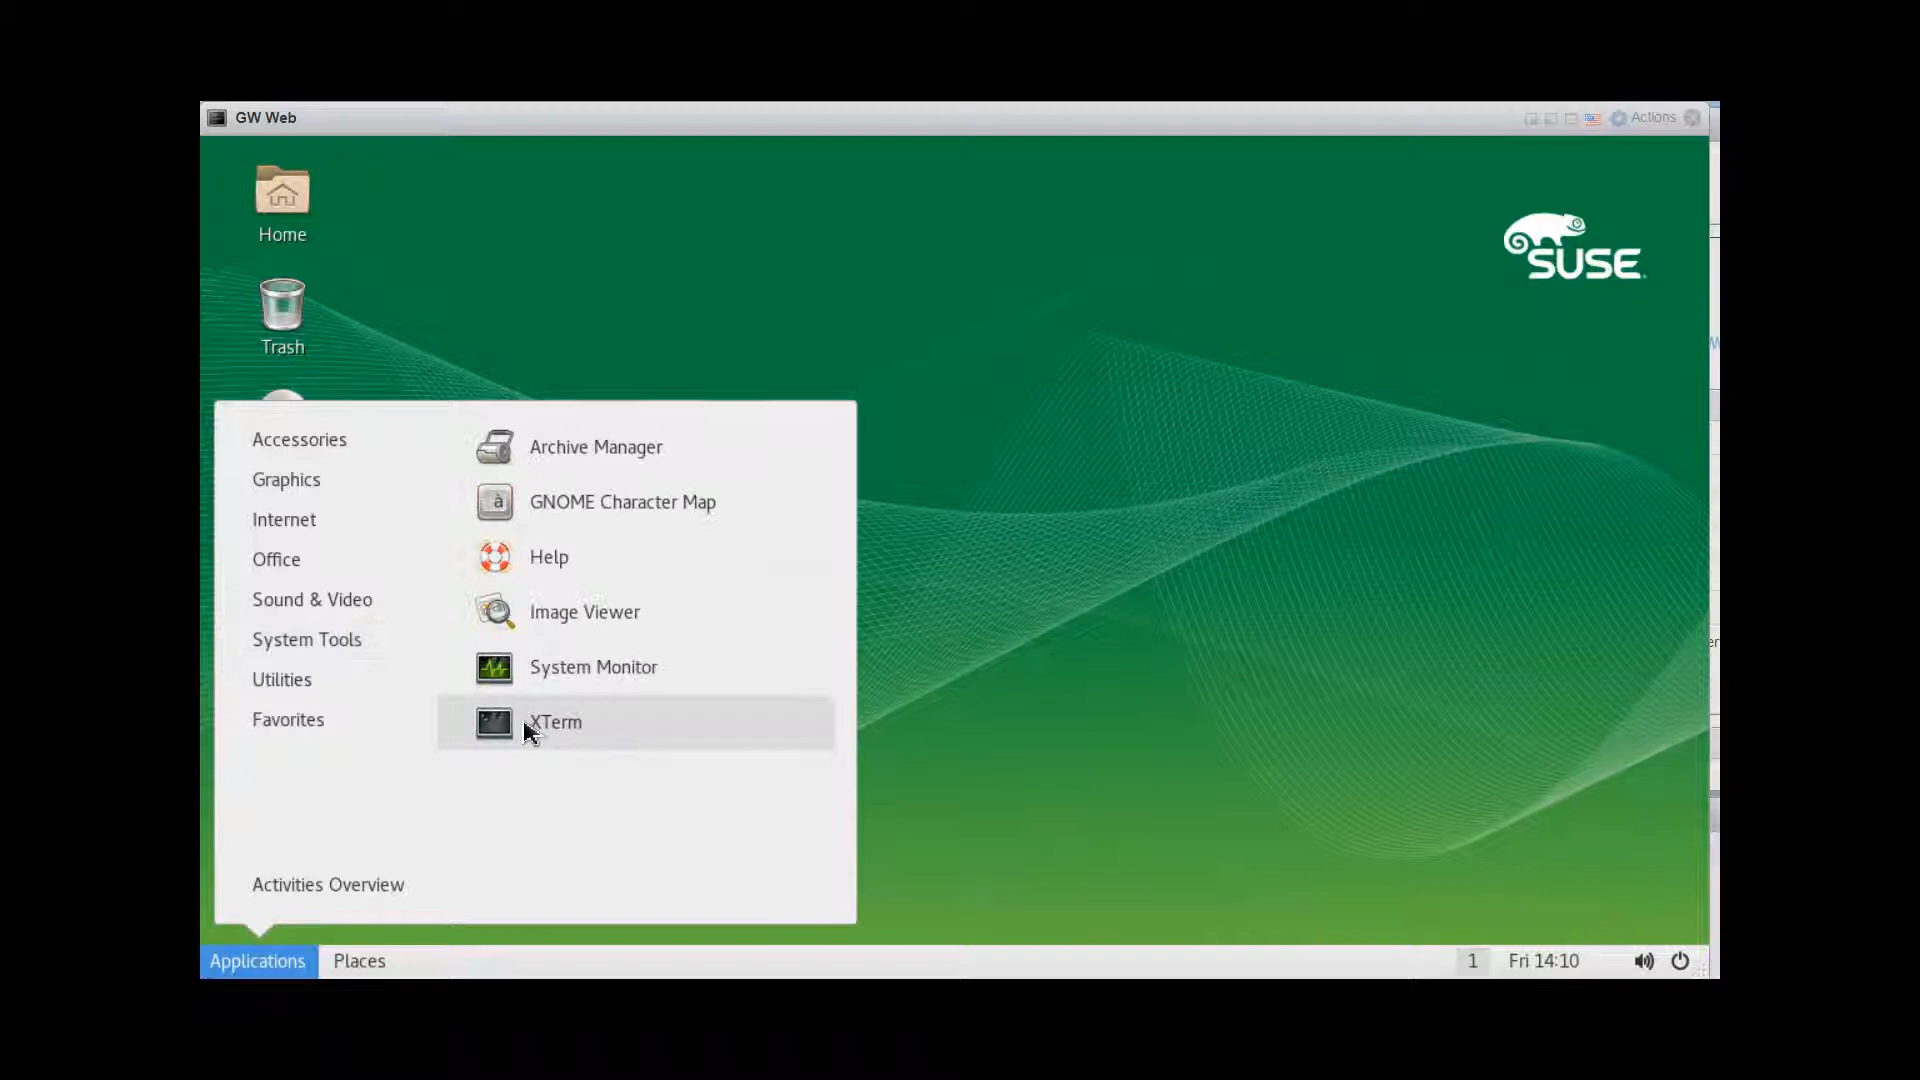 GW Web
Actions
Home
SUSE
Trash
Accessories
Graphics
Internet
Office
Sound & Video
System Tools
Utilities
Favorites
Archive Manager
GNOME Character Map
à
Help
Image Viewer
System Monitor
XTerm
Activities Overview
Applications
Places
1
Fri 14:10